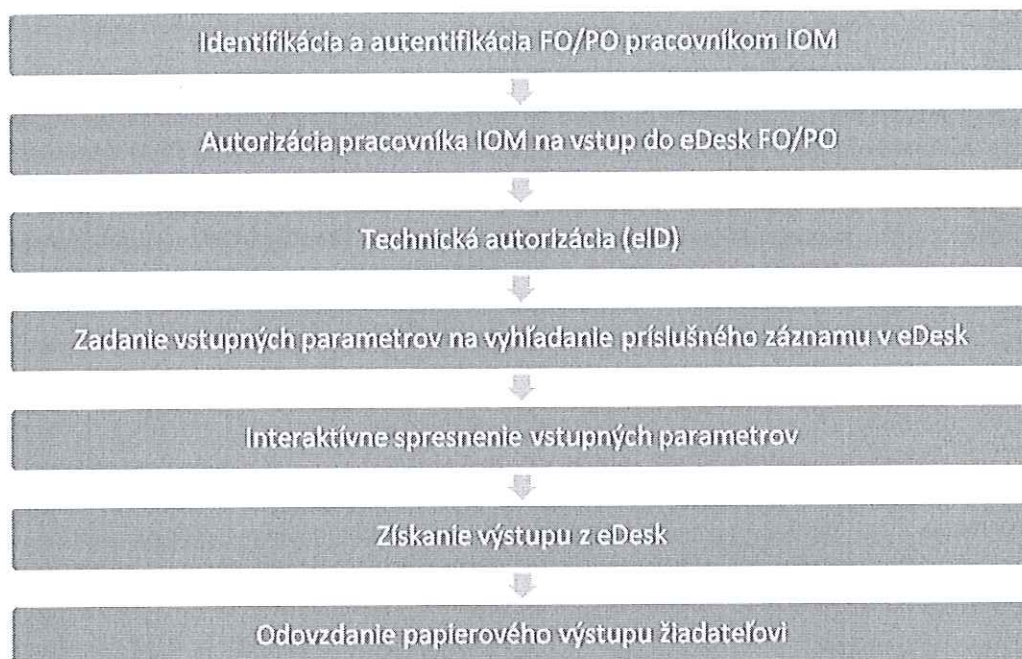 Identifikácia a autentifikácia FO/PO pracovníkom IOM
Autorizácia pracovníka IOM na vstup do eDesk FO/PO
Technická autorizácia (eID)
Zadanie vstupných parametrov na vyhľadanie príslušného záznamu v eDesk
Interaktívne spresnenie vstupných parametrov
Získanie výstupu z eDesk
Odovzdanie papierového výstupu žiadateľovi